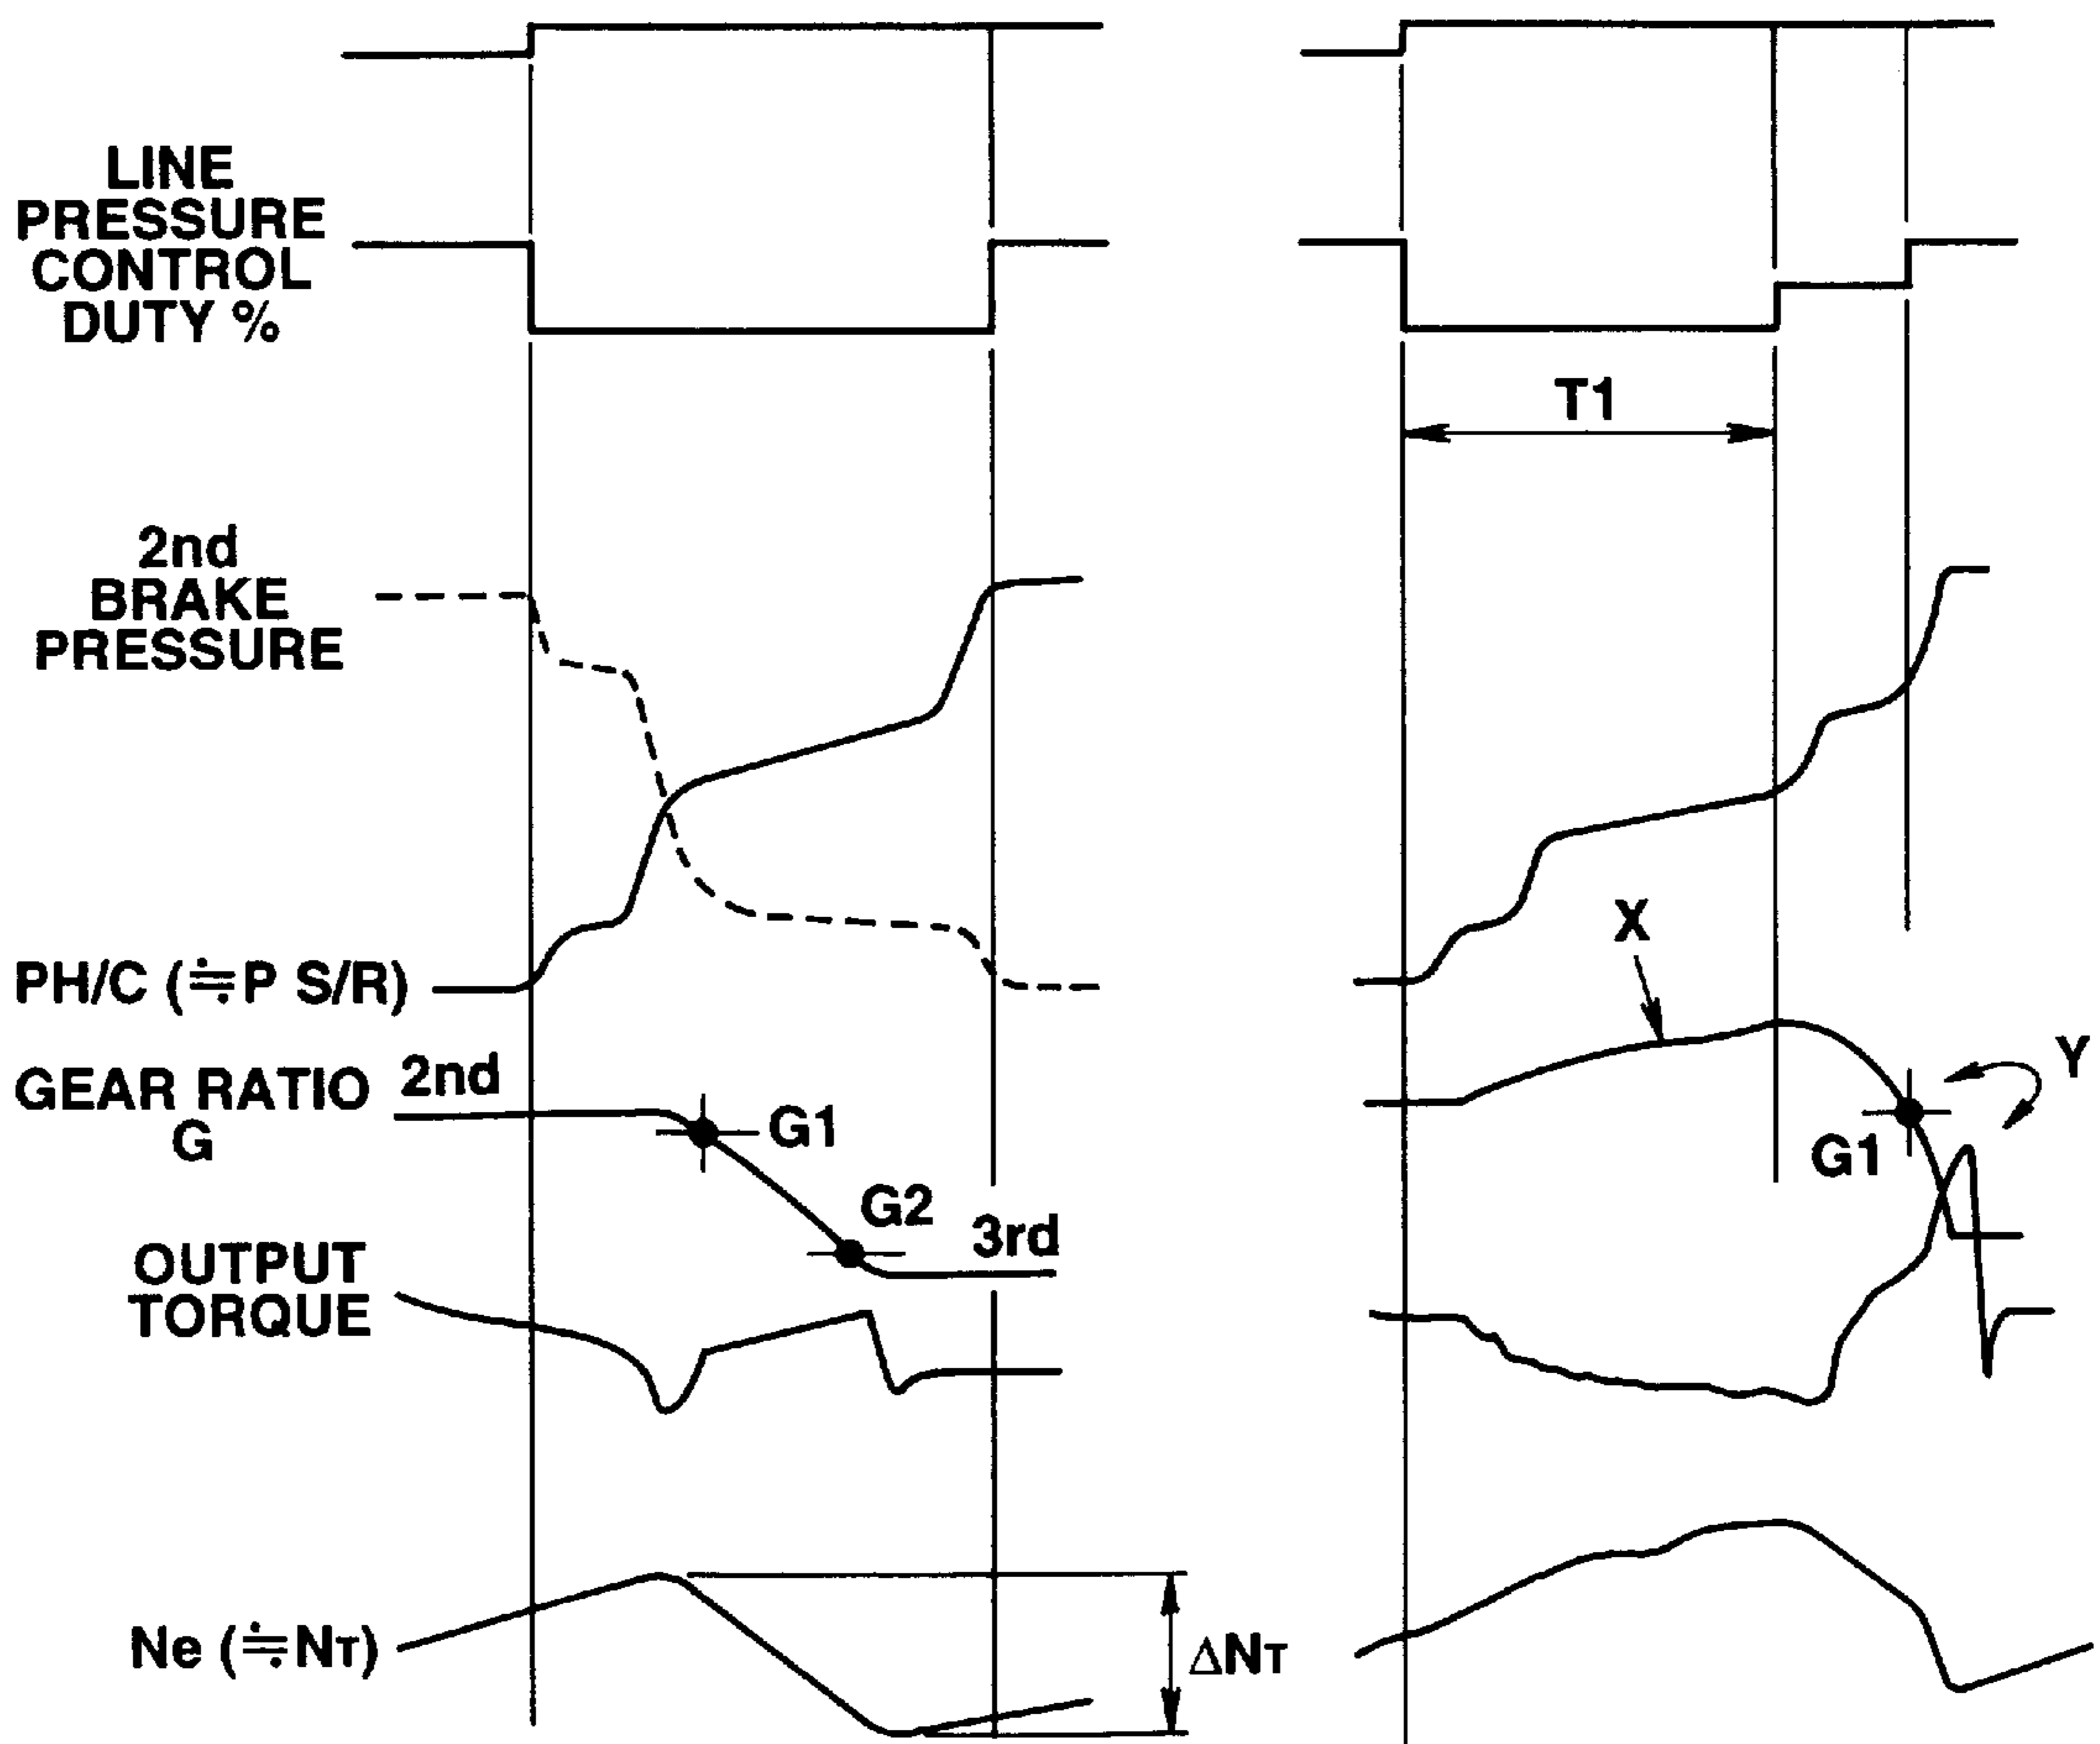 LINE
PRESSURE
CONTROL
DUTY %
T1
2nd
BRAKE
PRESSURE
X
PH/C (≒P S/R)
GEAR RATIO
G
2nd
G1
G2
3rd
Y
G1
OUTPUT
TORQUE
Ne (≒NT)
ΔNT